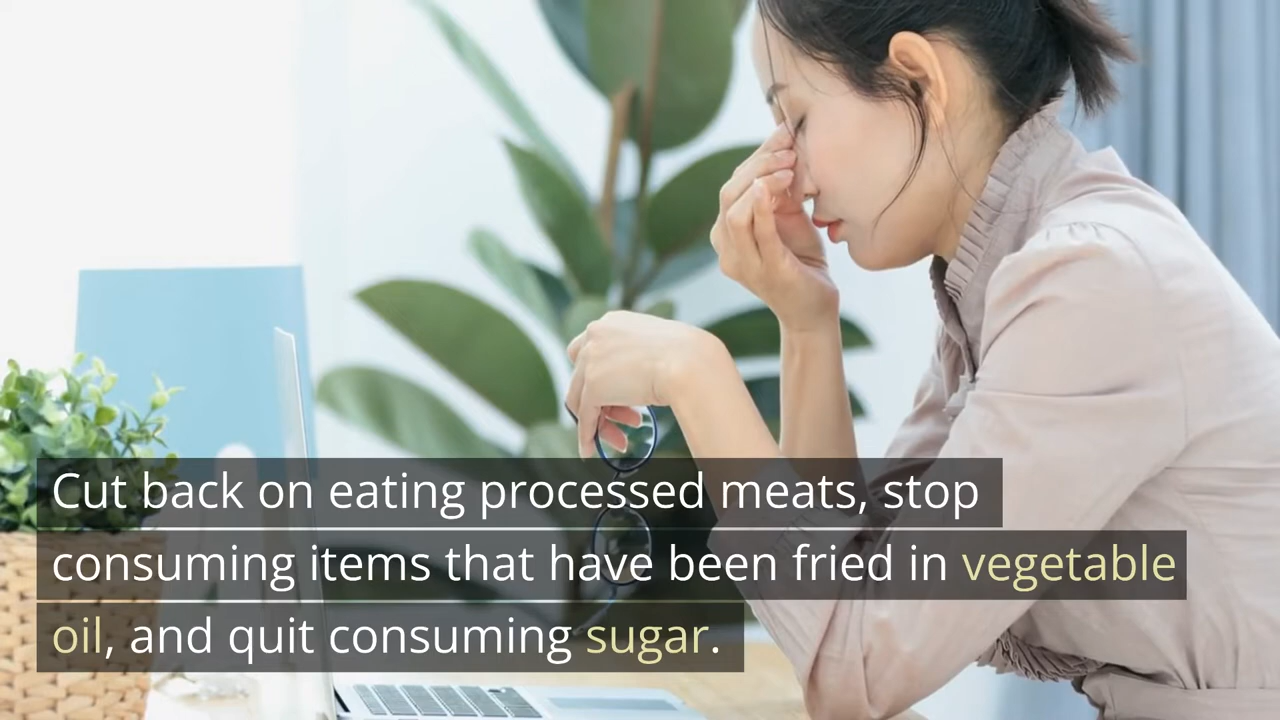 Cut back on eating processed meats, stop
consuming items that have been fried in vegetable
oil, and quit consuming sugar.